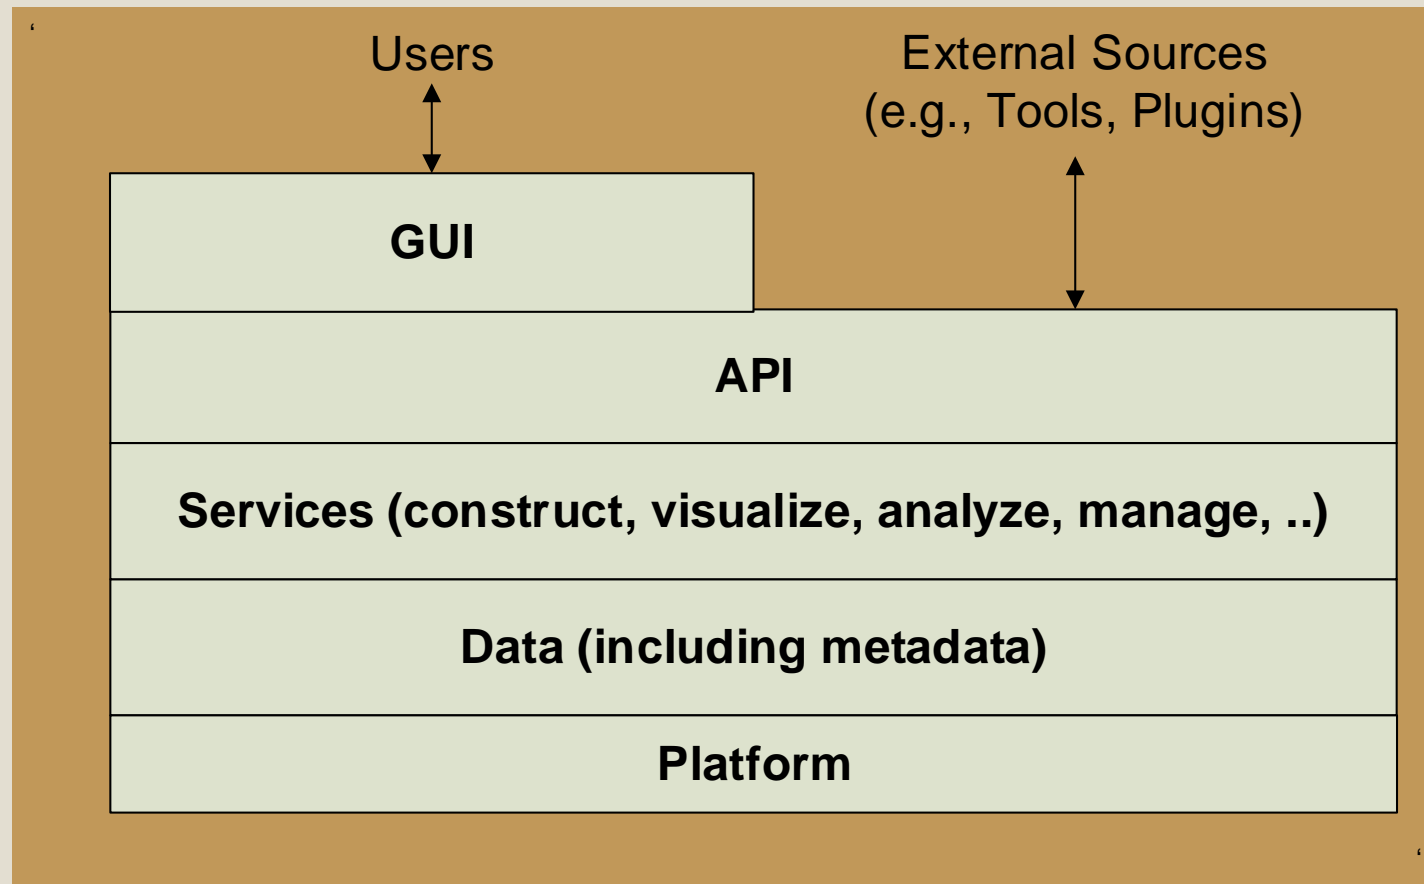 ‘
Users
External Sources
(e.g., Tools, Plugins)
GUI
API
Services (construct, visualize, analyze, manage, ..)
Data (including metadata)
Platform
‘